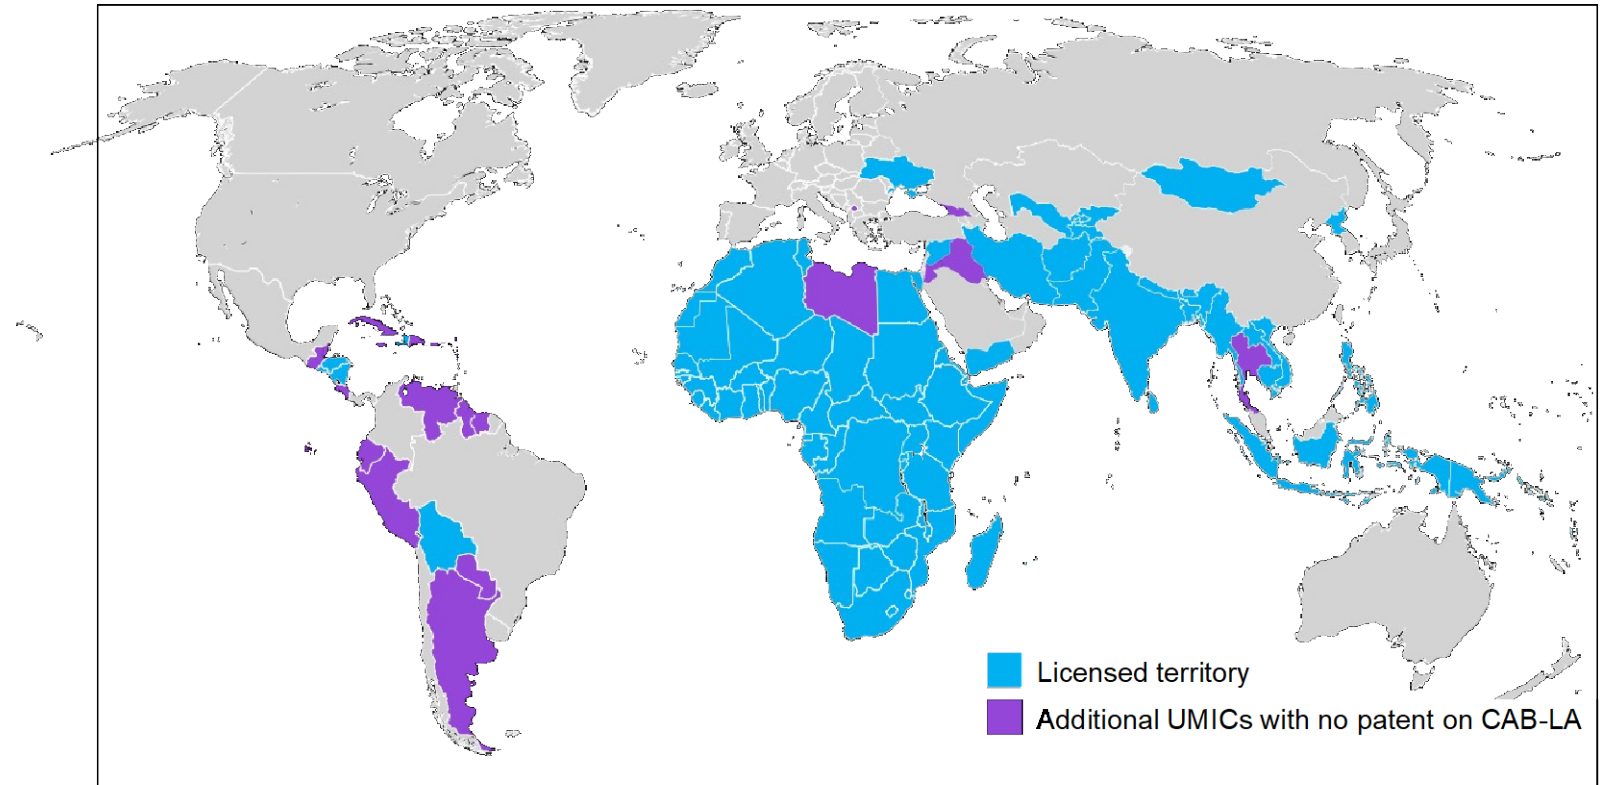 Licensed territory
Additional UMICs with no patent on CAB-LA